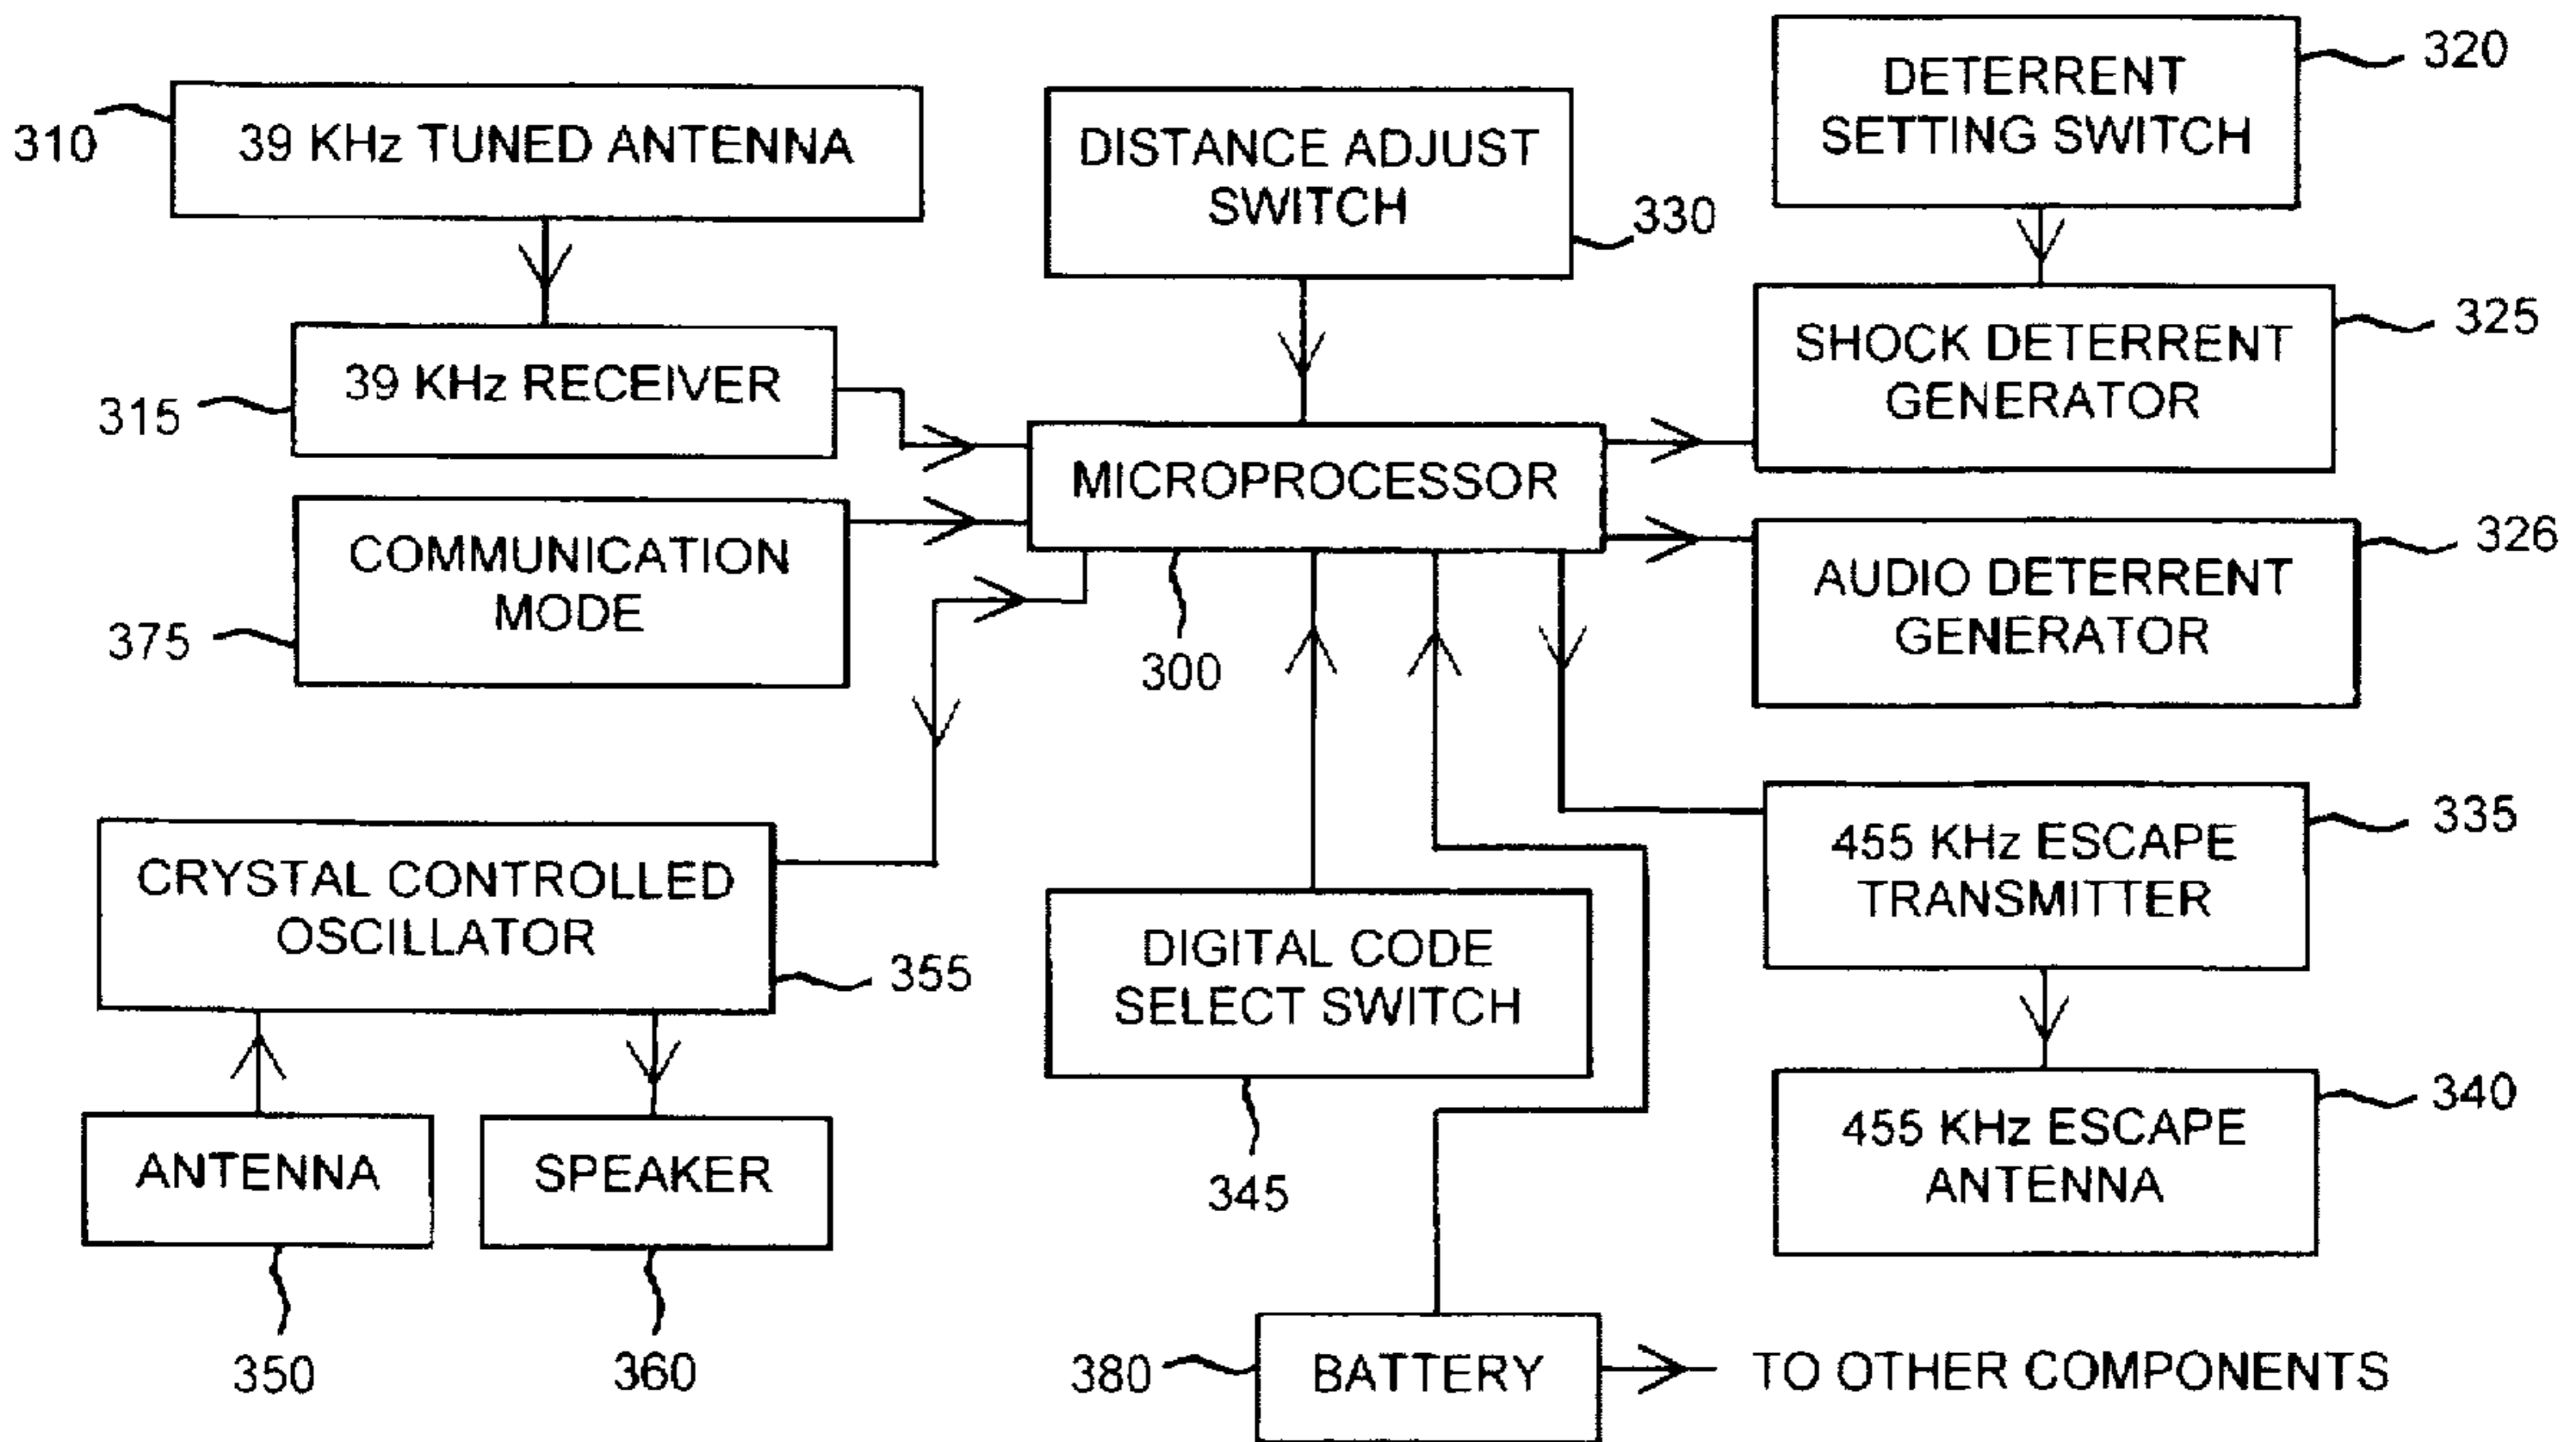 310
39 KHz TUNED ANTENNA
DISTANCE ADJUST
SWITCH
330
DETERRENT
SETTING SWITCH
320
39 KHz RECEIVER
315
SHOCK DETERRENT
GENERATOR
325
MICROPROCESSOR
300
COMMUNICATION
MODE
375
AUDIO DETERRENT
GENERATOR
326
CRYSTAL CONTROLLED
OSCILLATOR
355
DIGITAL CODE
SELECT SWITCH
345
455 KHz ESCAPE
TRANSMITTER
335
455 KHz ESCAPE
ANTENNA
340
ANTENNA
350
SPEAKER
360
380
BATTERY
TO OTHER COMPONENTS